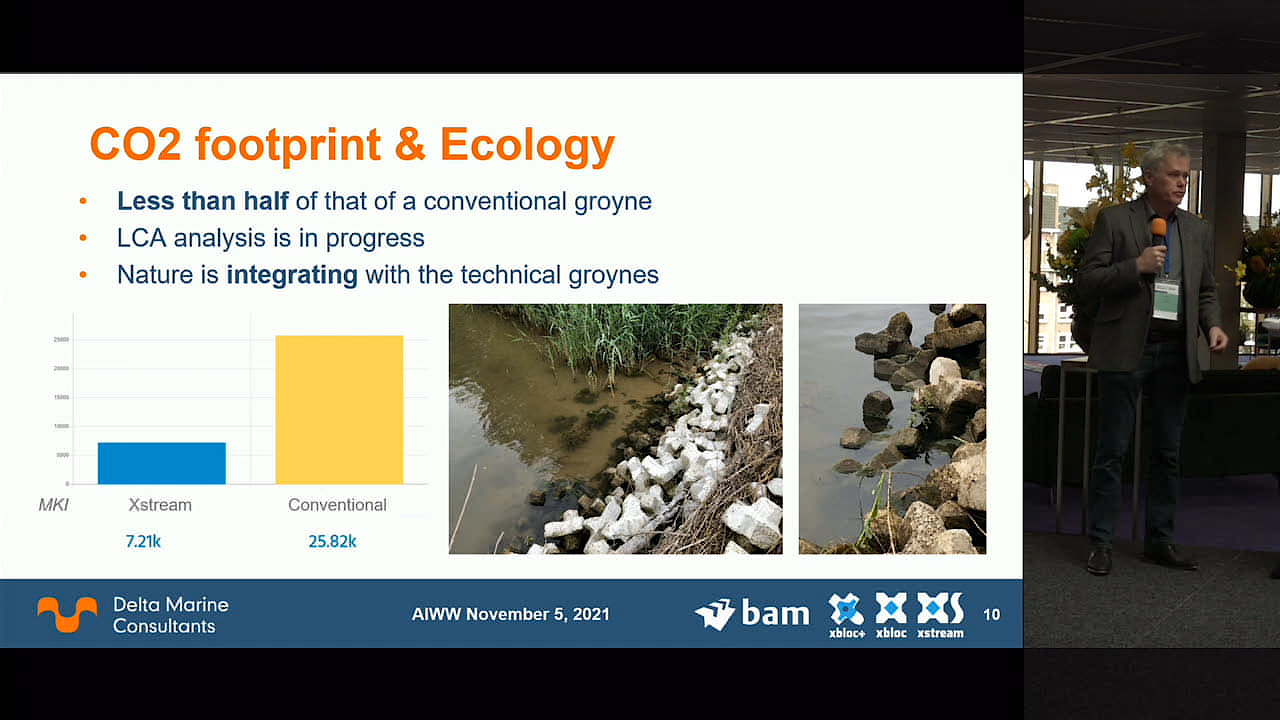 CO2 footprint & Ecology
• Less than half of that of a conventional groyne
• LCA analysis is in progress
• Nature is integrating with the technical groynes
25000
20000
15000
10000
5000
0
MKI
Xstream
Conventional
7.21k
25.82k
Delta Marine
Consultants
AIWW November 5, 2021
bam
xbloc+
xbloc
xstream
10